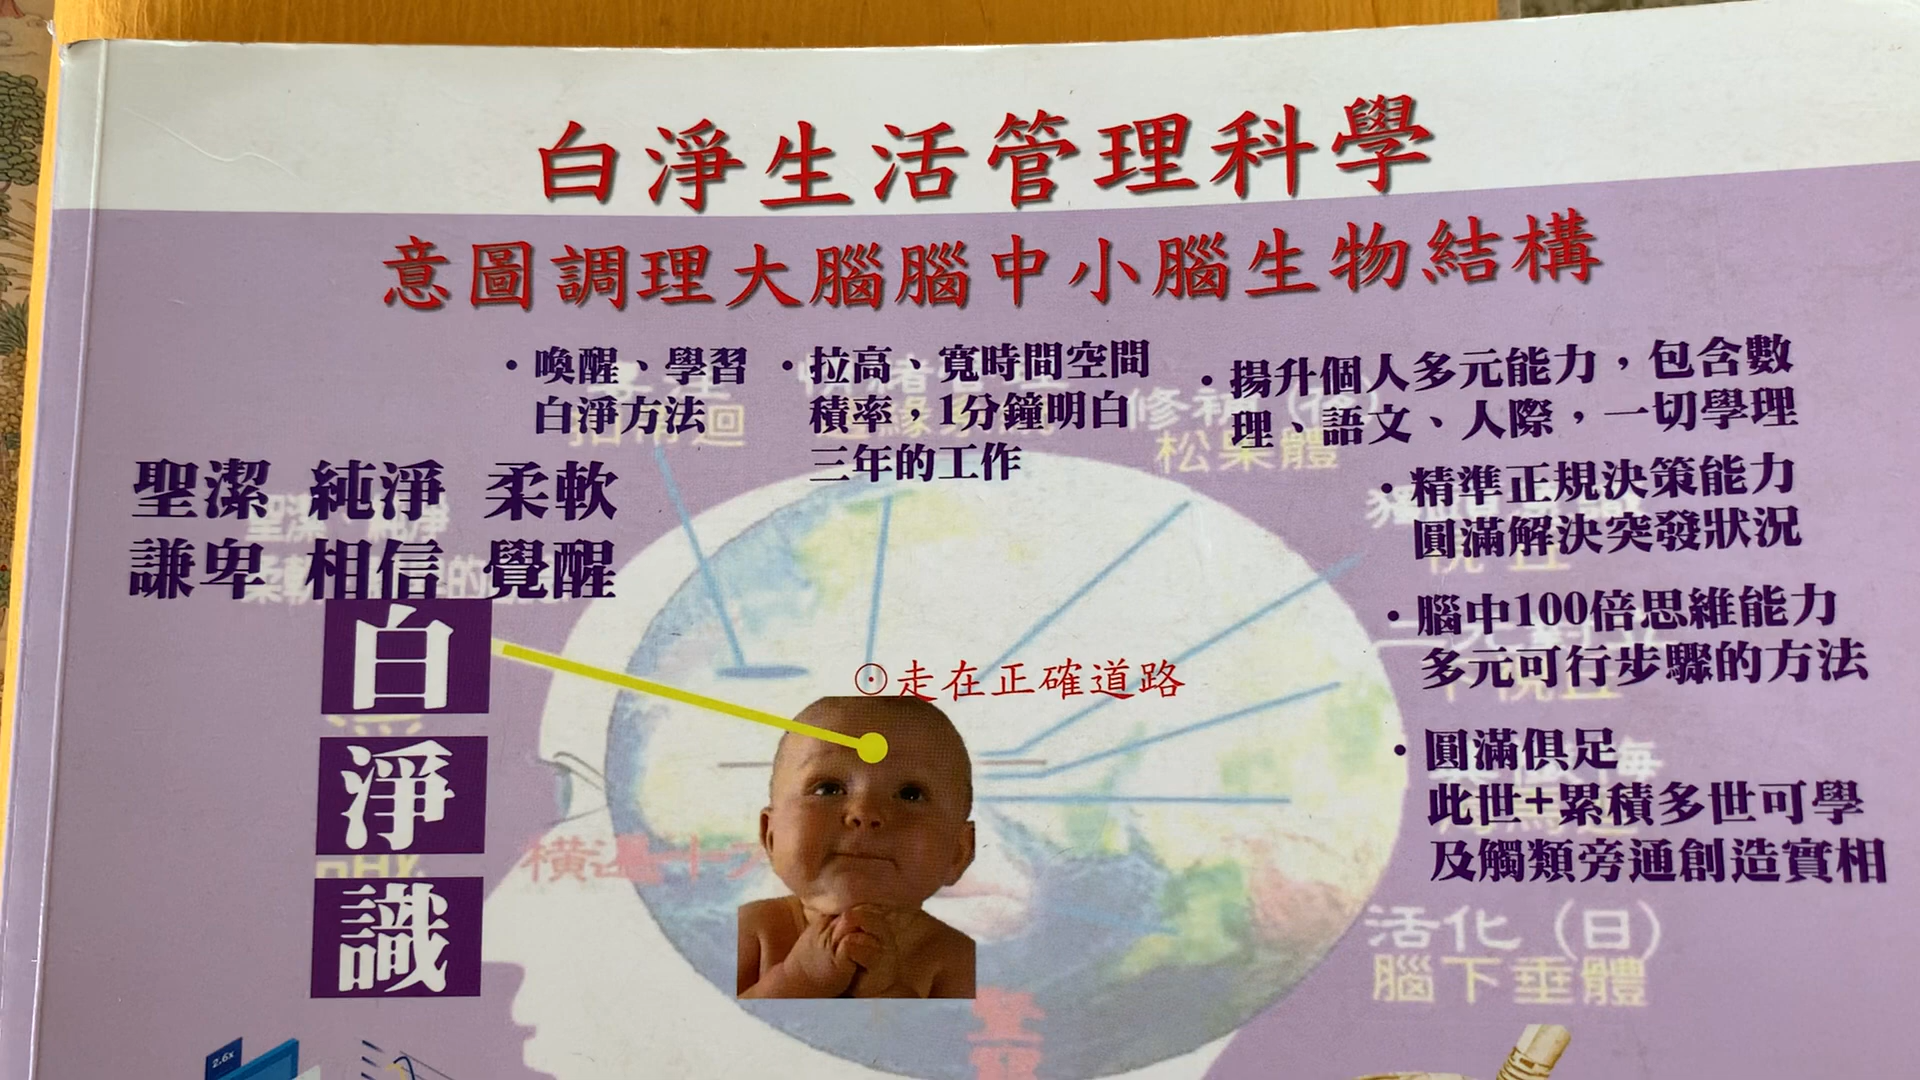 白淨生活管理科學
意圖調理大腦腦中小腦生物結構
・喚醒、學習
白淨方法
・拉高、寬時間空間
積率，1分鐘明白
三年的工作
・揚升個人多元能力，包含數
理、語文、人際，一切學理
・精準正規決策能力
圓滿解決突發狀況
・腦中100倍思維能力
多元可行步驟的方法
・圓滿俱足
此世+累積多世可學
及觸類旁通創造實相
聖潔 純淨 柔軟
謙卑 相信 覺醒
白
淨
識
⊙走在正確道路
松果體
活化（日）
腦下垂體
2.6x